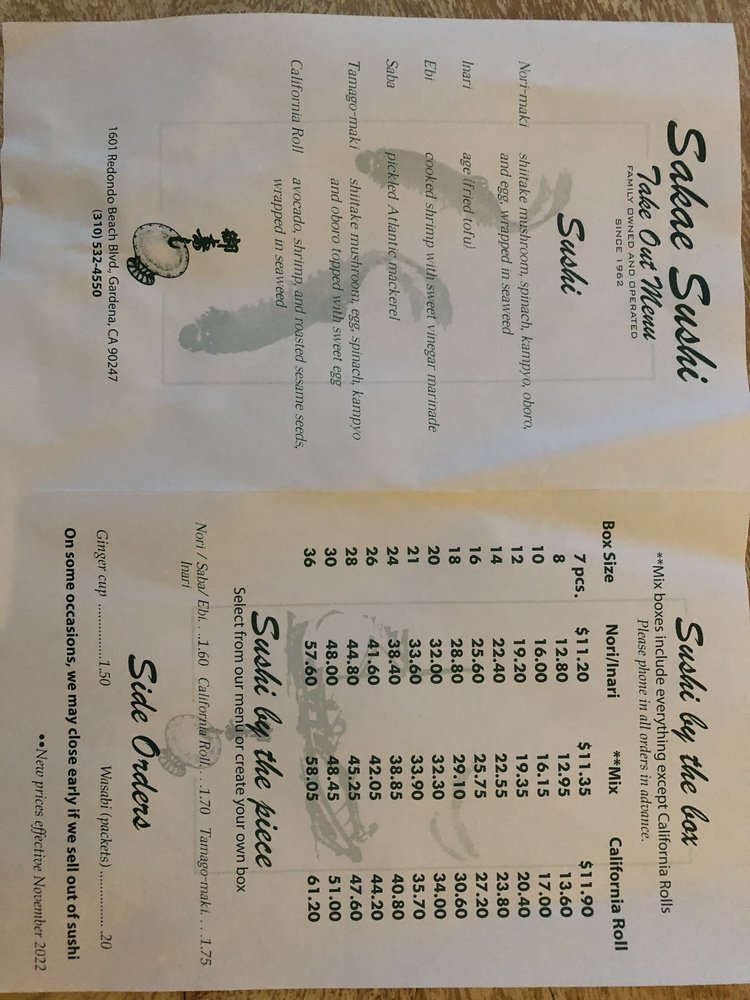 Sakae Sushi
Take Out Menu
FAMILY OWNED AND OPERATED
SINCE 1962
Sushi
Nori-maki shiitake mushroom, spinach, kampyo, oboro,
and egg, wrapped in seaweed
Inari age (fried tofu)
Ebi cooked shrimp with sweet vinegar marinade
Saba pickled Atlantic mackerel
Tamago-maki shiitake mushroom, egg, spinach, kampyo
and oboro topped with sweet egg
California Roll avocado, shrimp, and roasted sesame seeds,
wrapped in seaweed
1601 Redondo Beach Blvd., Gardena, CA 90247
(310) 532-4550
Sushi by the box
Please phone in all orders in advance.
**Mix boxes include everything except California Rolls
Box Size Nori/Inari **Mix California Roll
7 pcs. $11.20 $11.35 $11.90
8 12.80 12.95 13.60
10 16.00 16.15 17.00
12 19.20 19.35 20.40
14 22.40 22.55 23.80
16 25.60 25.75 27.20
18 28.80 29.10 30.60
20 32.00 32.30 34.00
21 33.60 33.90 35.70
24 38.40 38.85 40.80
26 41.60 42.05 44.20
28 44.80 45.25 47.60
30 48.00 48.45 51.00
36 57.60 58.05 61.20
Sushi by the piece
Select from our menu or create your own box
Nori / Saba/ Ebi. . ..1.60 California Roll. . . 1.70 Tamago-maki. . . .1.75
Inari
Side Orders
Ginger cup ...............1.50 Wasabi (packets) .............. .20
On some occasions, we may close early if we sell out of sushi
••New prices effective November 2022